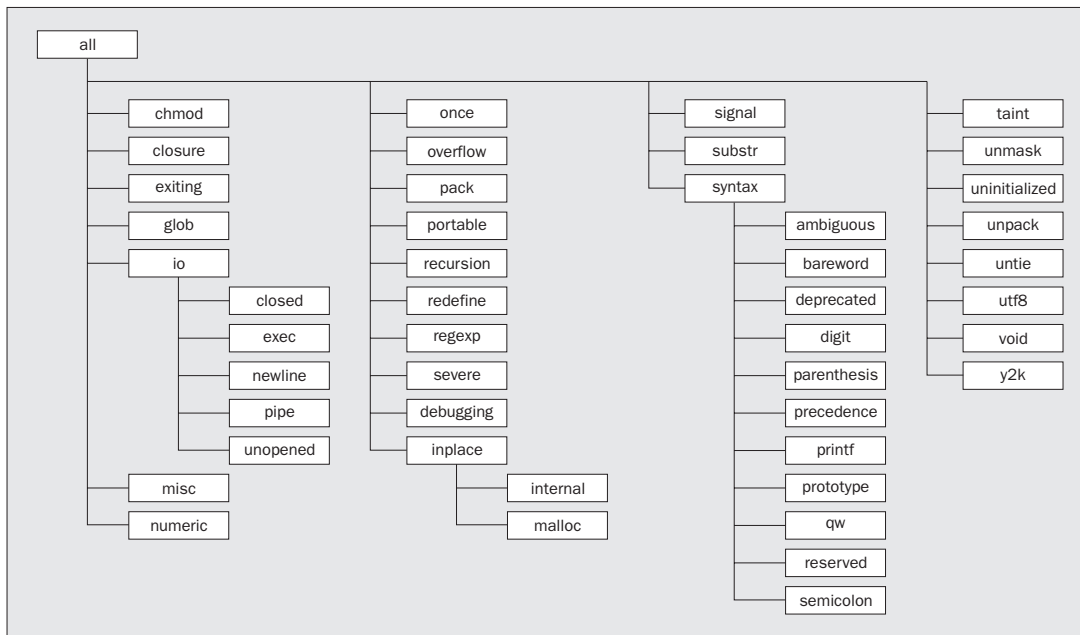 all
chmod
closure
exiting
glob
io
closed
exec
newline
pipe
unopened
misc
numeric
once
overflow
pack
portable
recursion
redefine
regexp
severe
debugging
inplace
internal
malloc
signal
substr
syntax
ambiguous
bareword
deprecated
digit
parenthesis
precedence
printf
prototype
qw
reserved
semicolon
taint
unmask
uninitialized
unpack
untie
utf8
void
y2k